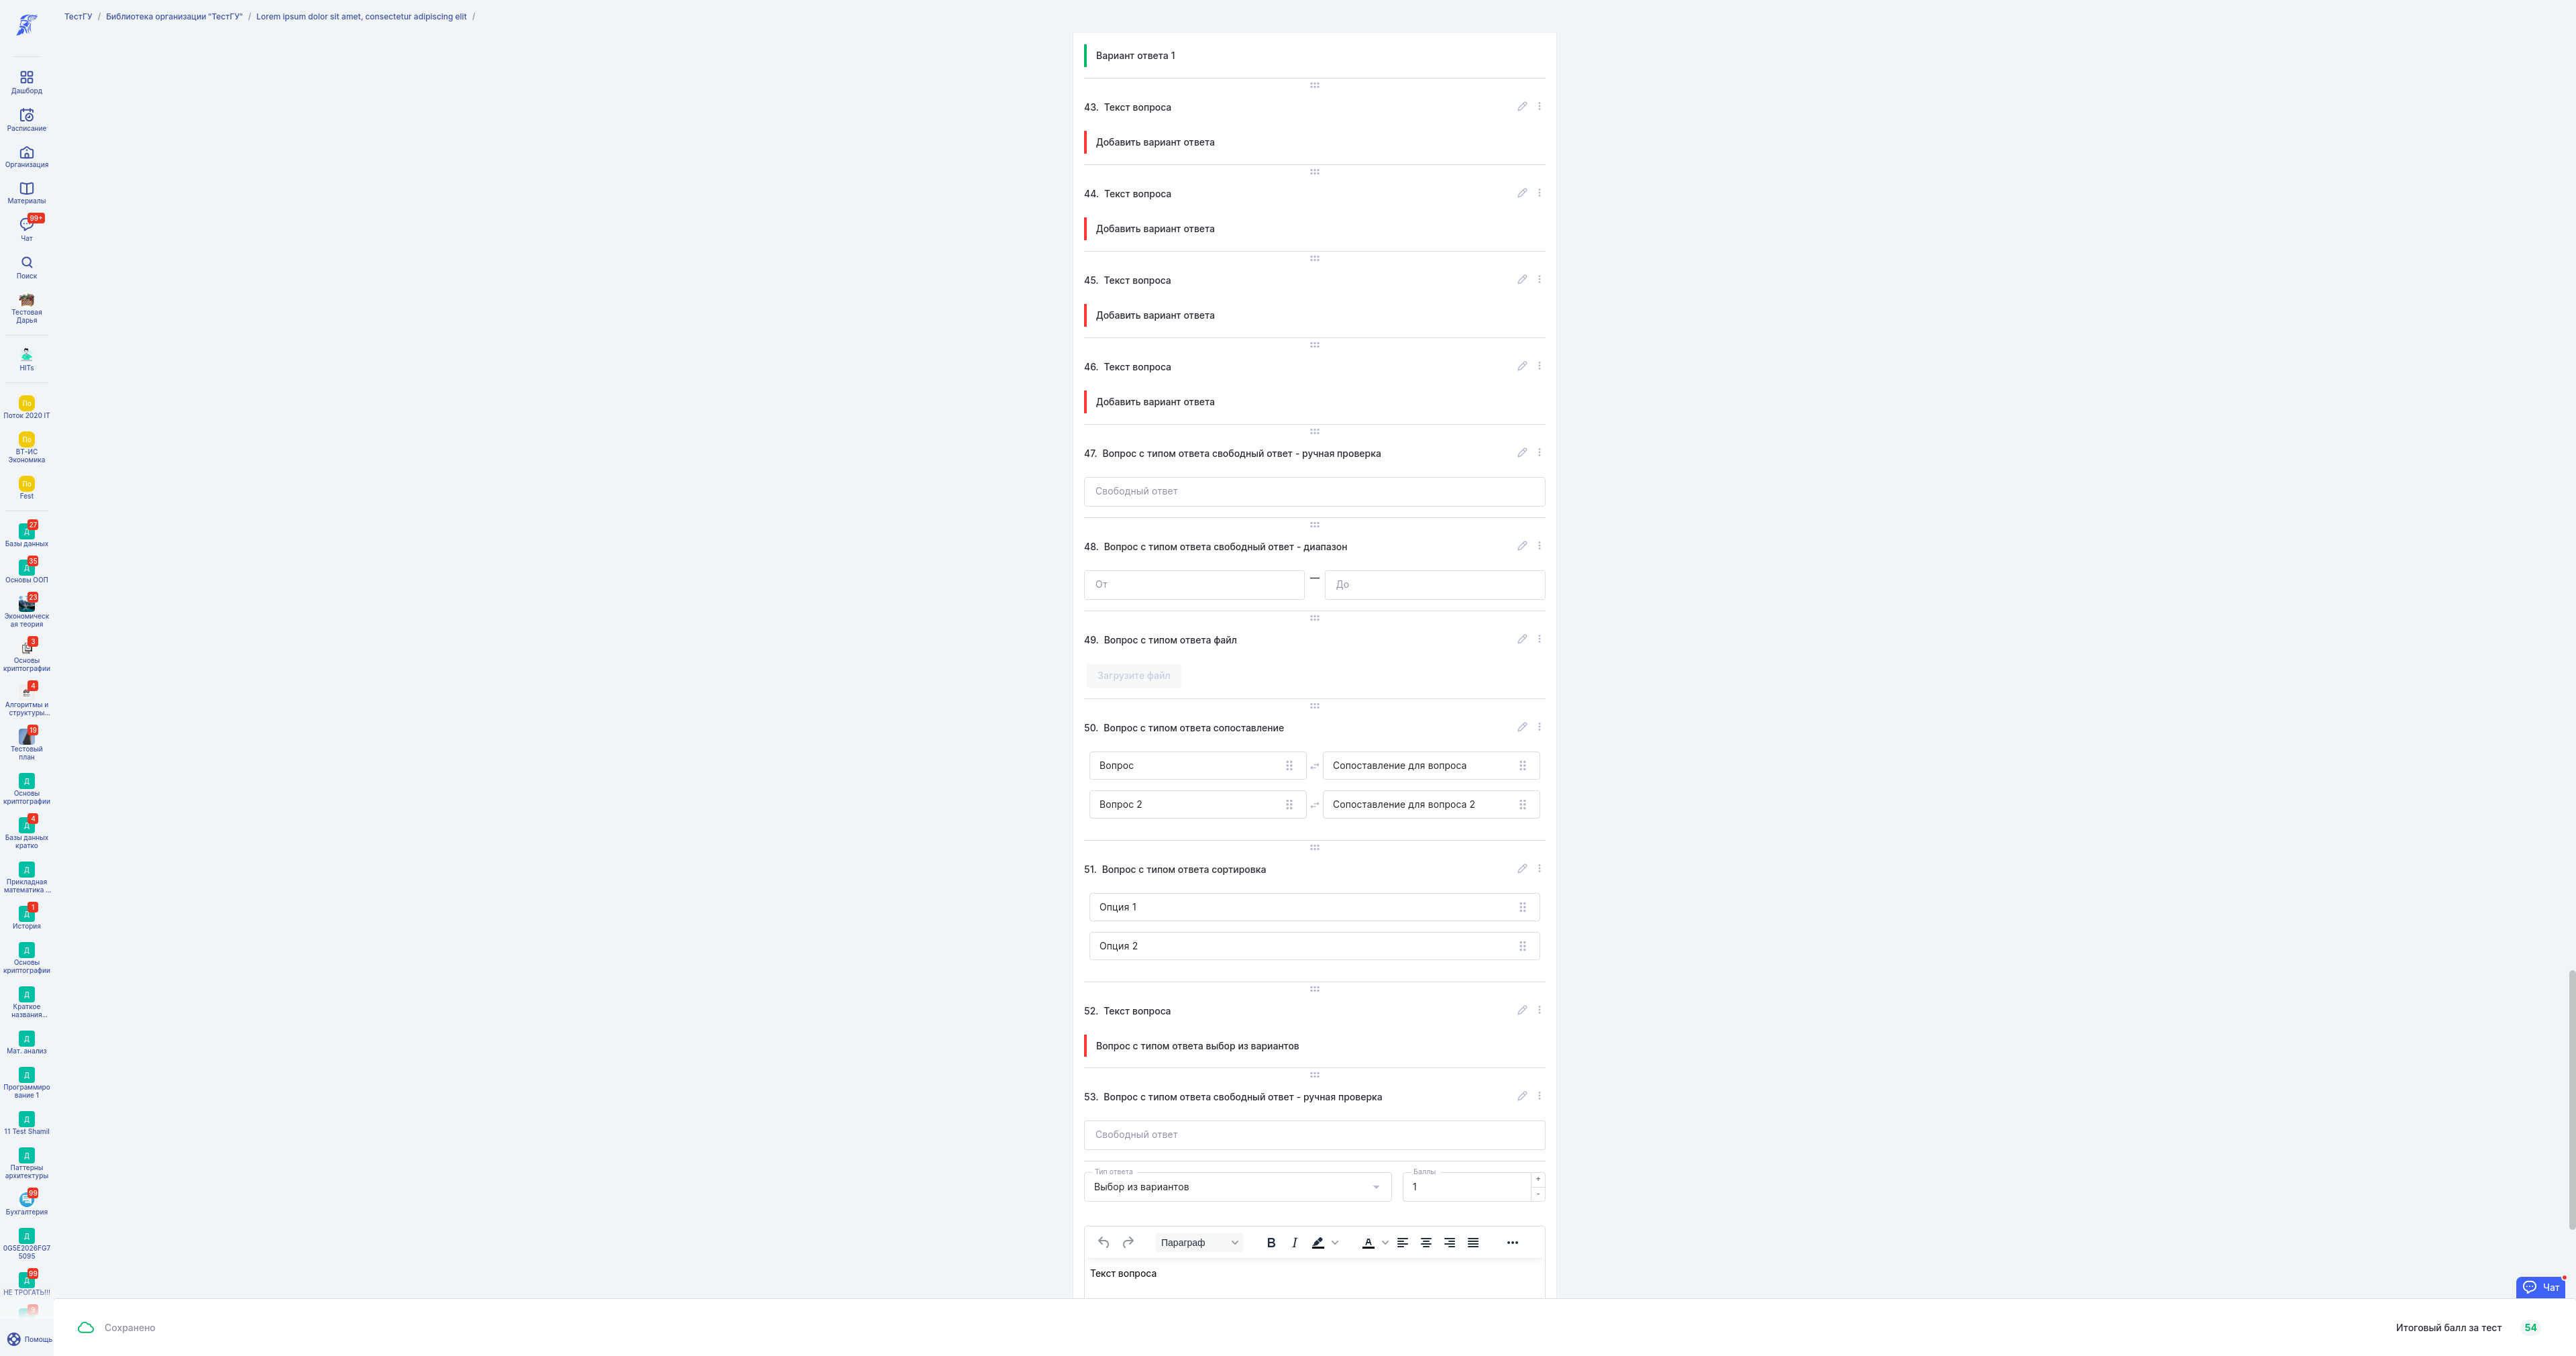 ТестГУ / Библиотека организации "ТестГУ" / Lorem ipsum dolor sit amet, consectetur adipiscing elit /
Дашборд
Расписание
Организация
Материалы
99+
Чат
Поиск
Тестовая
Дарья
HITs
По
Поток 2020 IT
По
ВТ-ИС
Экономика
По
Fest
27
Д
Базы данных
35
Д
Основы ООП
23
Экономическ
ая теория
3
Основы
криптографии
4
Алгоритмы и
структуры...
19
Тестовый
план
Д
Основы
криптографии
4
Д
Базы данных
кратко
Д
Прикладная
математика ...
1
Д
История
Д
Основы
криптографии
Д
Краткое
названия...
Д
Мат. анализ
Д
Программиро
вание 1
Д
11 Test Shamil
Д
Паттерны
архитектуры
99
Бухгалтерия
Д
0G5E2026FG7
5095
99
Д
НЕ ТРОГАТЬ!!!
Помощь
Вариант ответа 1
43. Текст вопроса
Добавить вариант ответа
44. Текст вопроса
Добавить вариант ответа
45. Текст вопроса
Добавить вариант ответа
46. Текст вопроса
Добавить вариант ответа
47. Вопрос с типом ответа свободный ответ - ручная проверка
Свободный ответ
48. Вопрос с типом ответа свободный ответ - диапазон
От — До
49. Вопрос с типом ответа файл
Загрузите файл
50. Вопрос с типом ответа сопоставление
Вопрос Сопоставление для вопроса
Вопрос 2 Сопоставление для вопроса 2
51. Вопрос с типом ответа сортировка
Опция 1
Опция 2
52. Текст вопроса
Вопрос с типом ответа выбор из вариантов
53. Вопрос с типом ответа свободный ответ - ручная проверка
Свободный ответ
Тип ответа Баллы
Выбор из вариантов 1 + -
Параграф B I A
Текст вопроса
Чат
Сохранено
Итоговый балл за тест 54